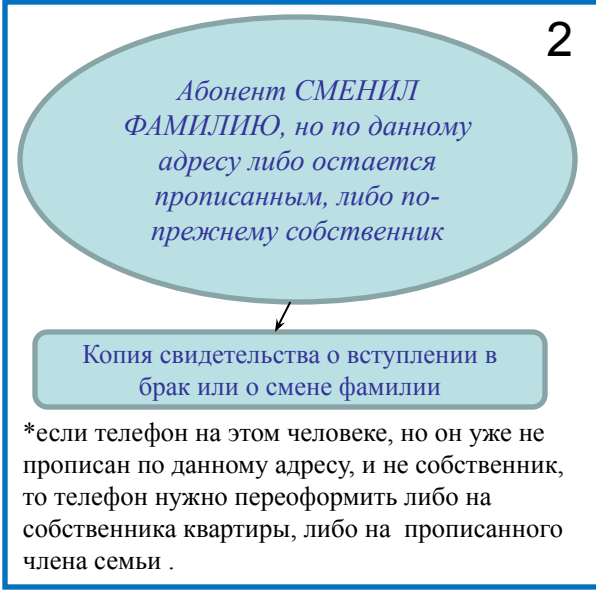 2
Абонент СМЕНИЛ
ФАМИЛИЮ, но по данному
адресу либо остается
прописанным, либо по-
прежнему собственник
Копия свидетельства о вступлении в
брак или о смене фамилии
*если телефон на этом человеке, но он уже не
прописан по данному адресу, и не собственник,
то телефон нужно переоформить либо на
собственника квартиры, либо на прописанного
члена семьи .